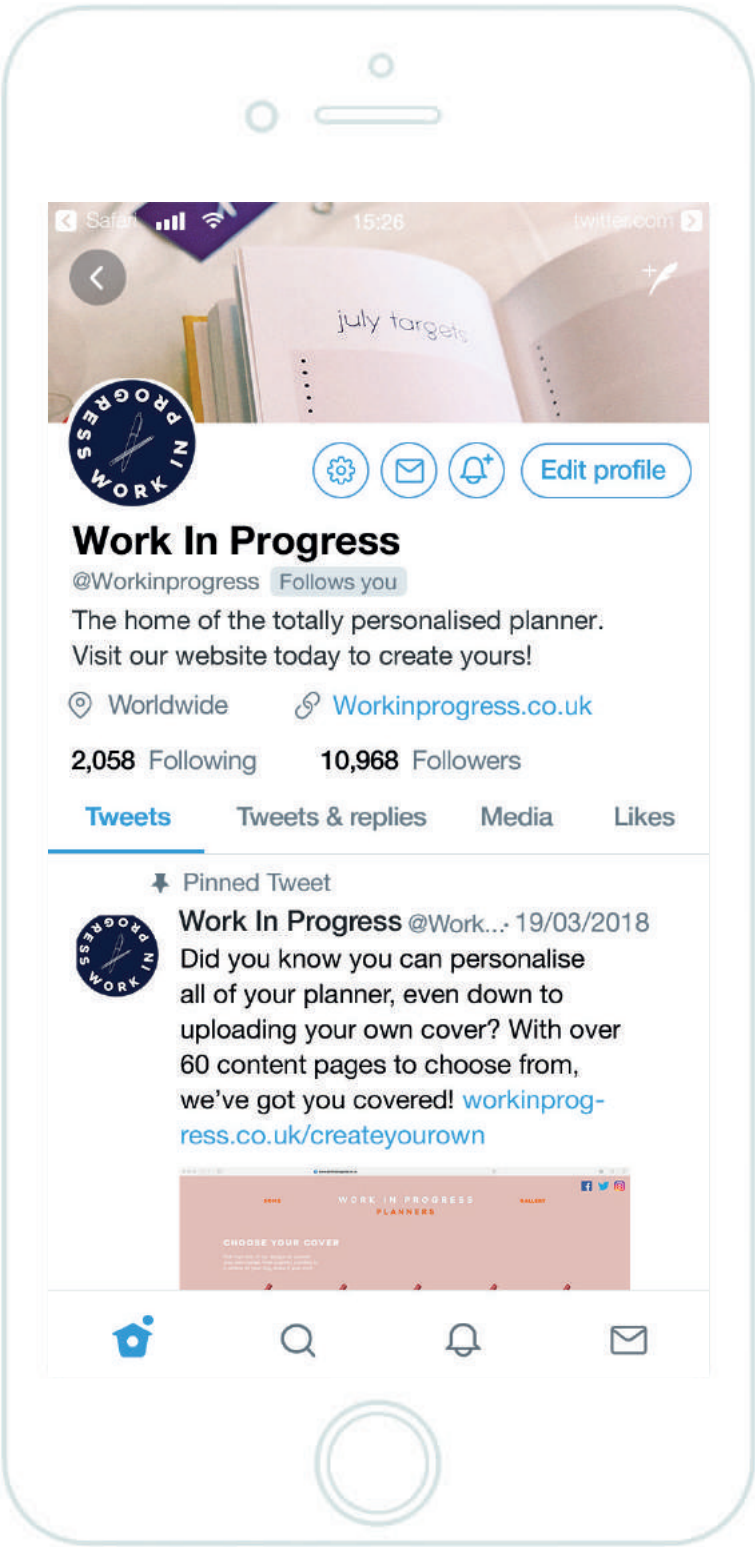 Safari
15:26
twitter.com
july targets
WORK IN PROGRESS
Edit profile
Work In Progress
@Workinprogress Follows you
The home of the totally personalised planner.
Visit our website today to create yours!
Worldwide Workinprogress.co.uk
2,058 Following 10,968 Followers
Tweets Tweets & replies Media Likes
Pinned Tweet
WORK IN PROGRESS
Work In Progress @Work... · 19/03/2018
Did you know you can personalise
all of your planner, even down to
uploading your own cover? With over
60 content pages to choose from,
we’ve got you covered! workinprog-
ress.co.uk/createyourown
HOME WORK IN PROGRESS GALLERY
PLANNERS
CHOOSE YOUR COVER